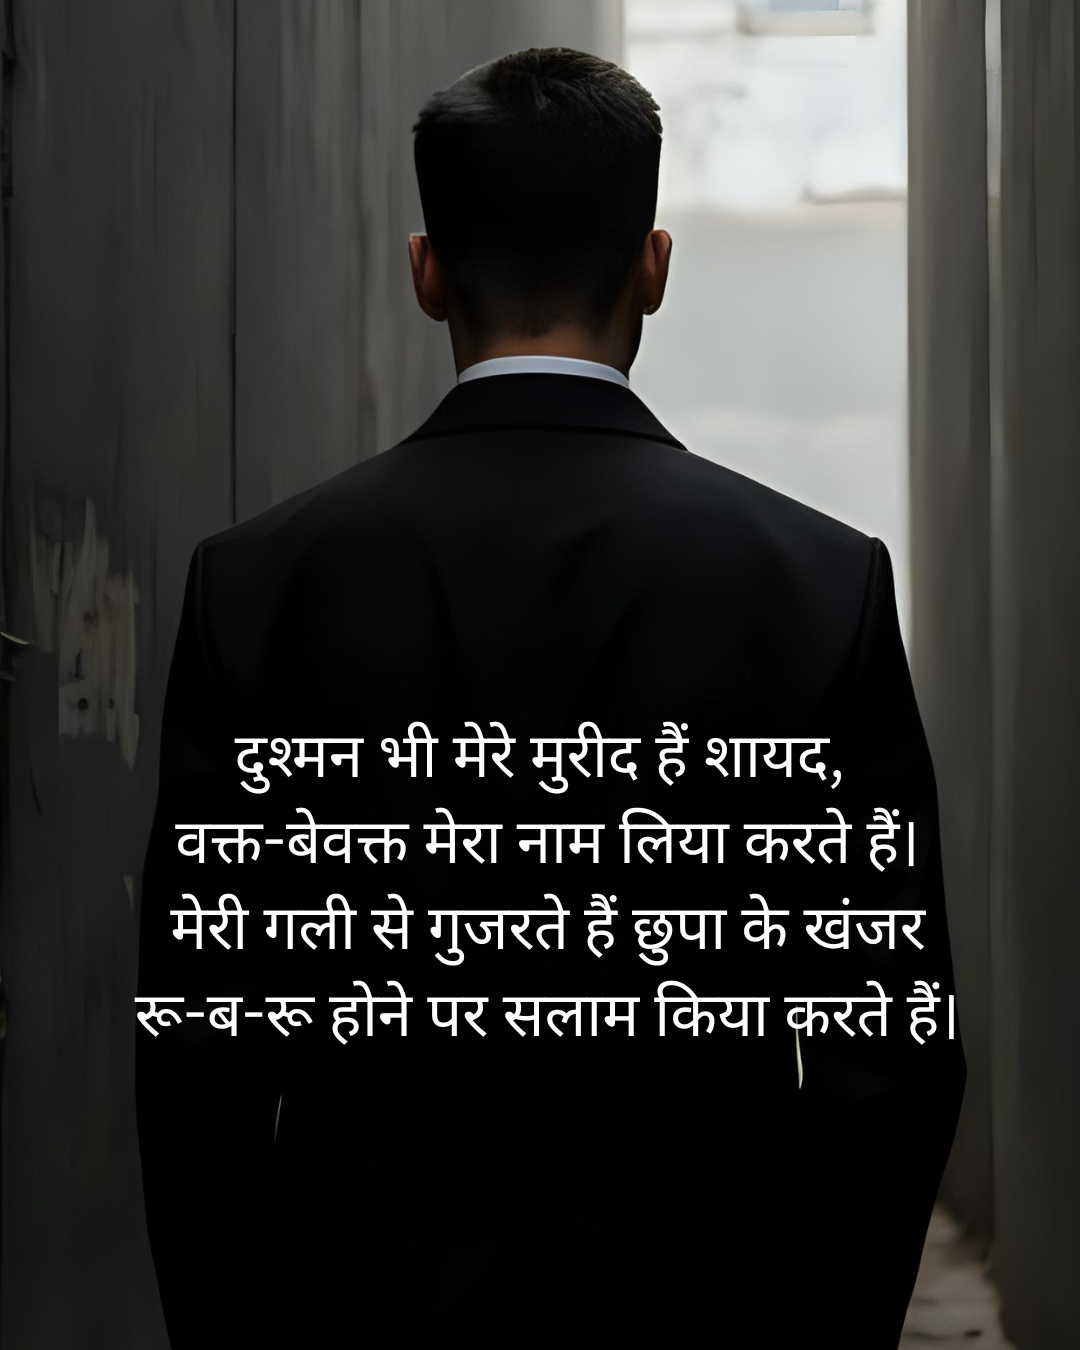 दुश्मन भी मेरे मुरीद हैं शायद,
वक्त-बेवक्त मेरा नाम लिया करते हैं|
मेरी गली से गुजरते हैं छुपा के खंजर
रू-ब-रू होने पर सलाम किया करते हैं|